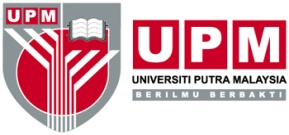 UPM
UPM
UNIVERSITI PUTRA MALAYSIA
BERILMU BERBAKTI